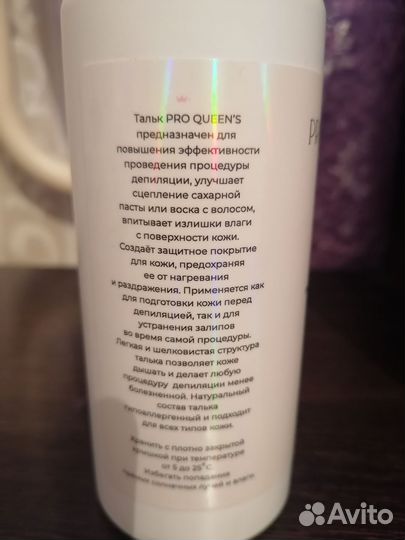 Тальк PRO QUEEN'S
предназначен для
повышения эффективности
проведения процедуры
депиляции, улучшает
сцепление сахарной
пасты или воска с волосом,
впитывает излишки влаги
с поверхности кожи.
Создаёт защитное покрытие
для кожи, предохраняя
ее от нагревания
и раздражения. Применяется как
для подготовки кожи перед
депиляцией, так и для
устранения залипов
во время самой процедуры.
Легкая и шелковистая структура
талька позволяет коже
дышать и делает любую
процедуру депиляции менее
болезненной. Натуральный
состав талька
гипоаллергенный и подходит
для всех типов кожи.
Хранить с плотно закрытой
крышкой при температуре
от 5 до 25°C
Избегать попадания
прямых солнечных лучей и влаги.
PR
Avito